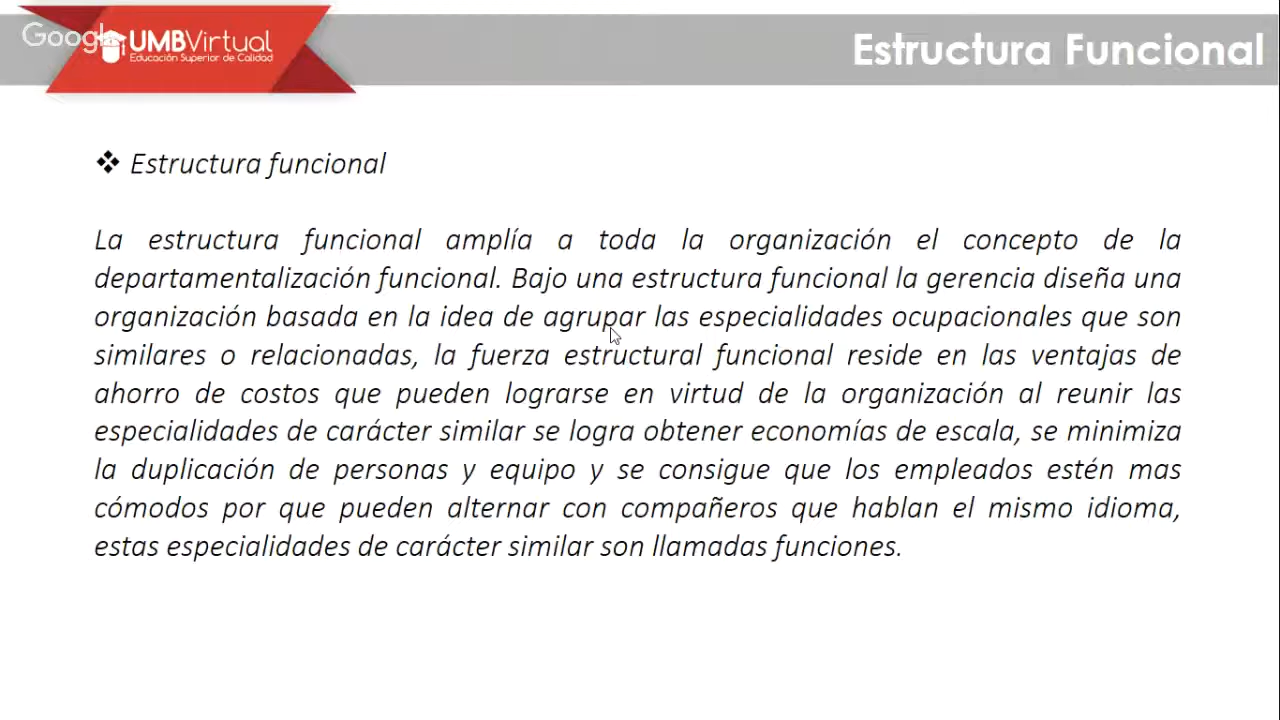 Google
UMBVirtual
Educación Superior de Calidad
Estructura Funcional
Estructura funcional
La estructura funcional amplía a toda la organización el concepto de la
departamentalización funcional. Bajo una estructura funcional la gerencia diseña una
organización basada en la idea de agrupar las especialidades ocupacionales que son
similares o relacionadas, la fuerza estructural funcional reside en las ventajas de
ahorro de costos que pueden lograrse en virtud de la organización al reunir las
especialidades de carácter similar se logra obtener economías de escala, se minimiza
la duplicación de personas y equipo y se consigue que los empleados estén mas
cómodos por que pueden alternar con compañeros que hablan el mismo idioma,
estas especialidades de carácter similar son llamadas funciones.